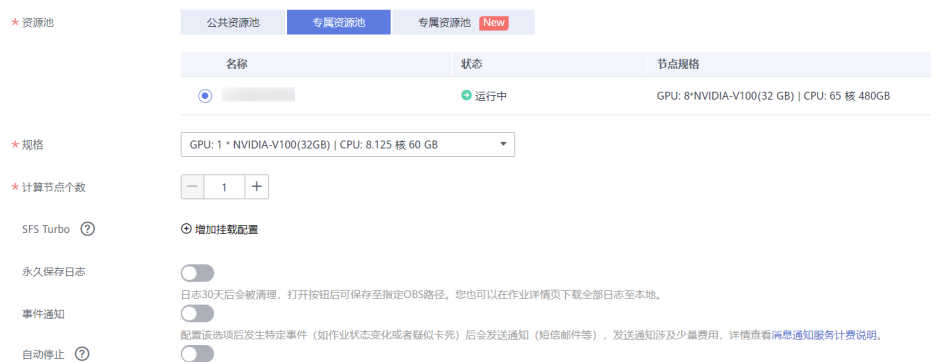 * 资源池 公共资源池 专属资源池 专属资源池 New
名称 状态 节点规格
运行中 GPU: 8*NVIDIA-V100(32 GB) | CPU: 65 核 480GB
* 规格 GPU: 1 * NVIDIA-V100(32GB) | CPU: 8.125 核 60 GB
* 计算节点个数 1
SFS Turbo ? 增加挂载配置
永久保存日志
日志30天后会被清理，打开按钮后可保存至指定OBS路径。您也可以在作业详情页下载全部日志至本地。
事件通知
配置该选项后发生特定事件（如作业状态变化或者疑似卡死）后会发送通知（短信邮件等），发送通知涉及少量费用，详情查看消息通知服务计费说明。
自动停止 ?